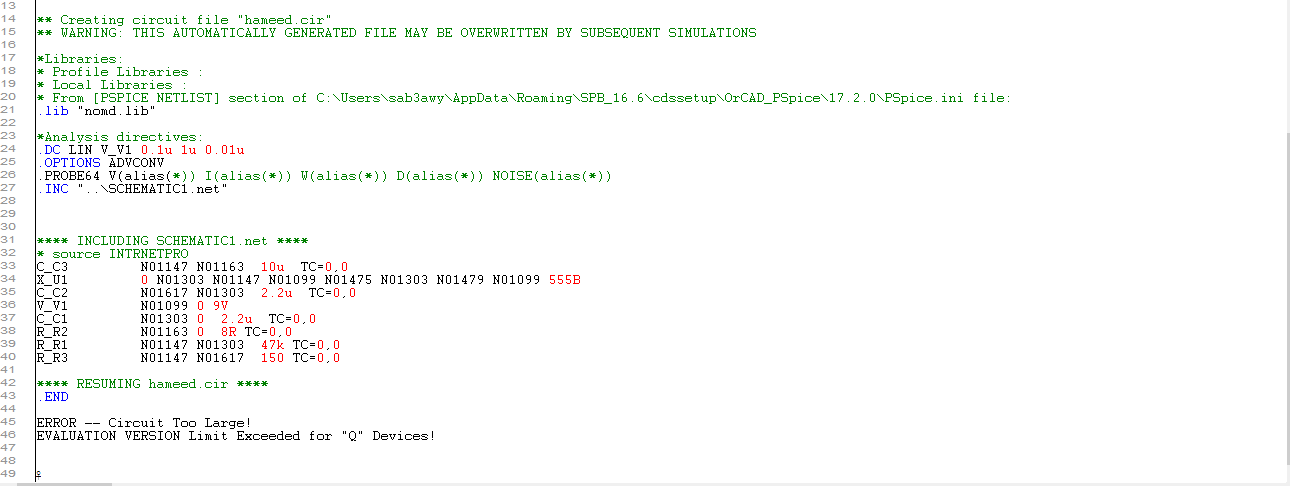 13
14 ** Creating circuit file "hameed.cir"
15 ** WARNING: THIS AUTOMATICALLY GENERATED FILE MAY BE OVERWRITTEN BY SUBSEQUENT SIMULATIONS
16
17 *Libraries:
18 * Profile Libraries :
19 * Local Libraries :
20 * From [PSPICE NETLIST] section of C:\Users\sab3awy\AppData\Roaming\SPB_16.6\cdssetup\OrCAD_PSpice\17.2.0\PSpice.ini file:
21 .lib "nomd.lib"
22
23 *Analysis directives:
24 .DC LIN V_V1 0.1u 1u 0.01u
25 .OPTIONS ADVCONV
26 .PROBE64 V(alias(*)) I(alias(*)) W(alias(*)) D(alias(*)) NOISE(alias(*))
27 .INC "..\SCHEMATIC1.net"
28
29
30
31 **** INCLUDING SCHEMATIC1.net ****
32 * source INTRNETPRO
33 C_C3 N01147 N01163 10u TC=0,0
34 X_U1 0 N01303 N01147 N01099 N01475 N01303 N01479 N01099 555B
35 C_C2 N01617 N01303 2.2u TC=0,0
36 V_V1 N01099 0 9V
37 C_C1 N01303 0 2.2u TC=0,0
38 R_R2 N01163 0 8R TC=0,0
39 R_R1 N01147 N01303 47k TC=0,0
40 R_R3 N01147 N01617 150 TC=0,0
41
42 **** RESUMING hameed.cir ****
43 .END
44
45 ERROR -- Circuit Too Large!
46 EVALUATION VERSION Limit Exceeded for "Q" Devices!
47
48
49